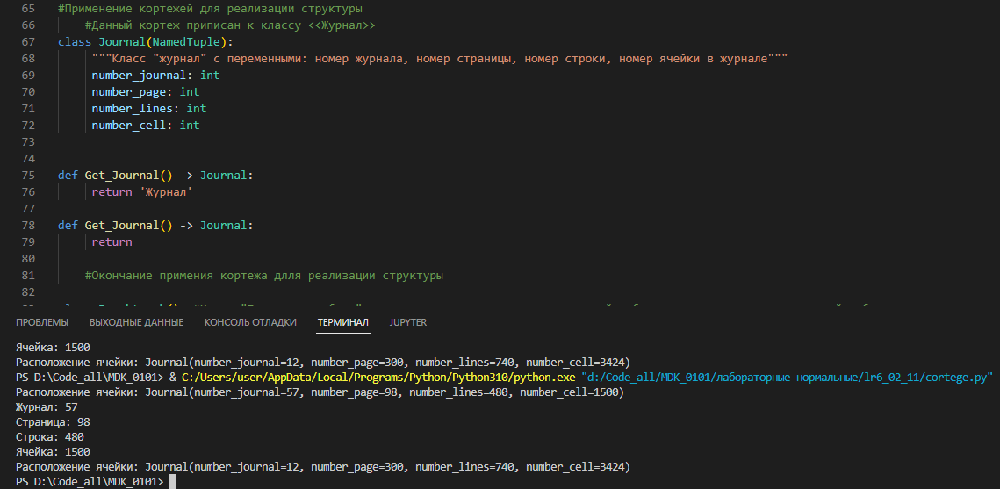 65 #Применение кортежей для реализации структуры
66 #Данный кортеж приписан к классу <<Журнал>>
67 class Journal(NamedTuple):
68 """Класс "журнал" с переменными: номер журнала, номер страницы, номер строки, номер ячейки в журнале"""
69 number_journal: int
70 number_page: int
71 number_lines: int
72 number_cell: int
73
74
75 def Get_Journal() -> Journal:
76 return 'Журнал'
77
78 def Get_Journal() -> Journal:
79 return
80
81 #Окончание примения кортежа длля реализации структуры
82
ПРОБЛЕМЫ ВЫХОДНЫЕ ДАННЫЕ КОНСОЛЬ ОТЛАДКИ ТЕРМИНАЛ JUPYTER
Ячейка: 1500
Расположение ячейки: Journal(number_journal=12, number_page=300, number_lines=740, number_cell=3424)
PS D:\Code_all\MDK_0101> & C:/Users/user/AppData/Local/Programs/Python/Python310/python.exe "d:/Code_all/MDK_0101/лабораторные нормальные/lr6_02_11/cortege.py"
Расположение ячейки: Journal(number_journal=57, number_page=98, number_lines=480, number_cell=1500)
Журнал: 57
Страница: 98
Строка: 480
Ячейка: 1500
Расположение ячейки: Journal(number_journal=12, number_page=300, number_lines=740, number_cell=3424)
PS D:\Code_all\MDK_0101>